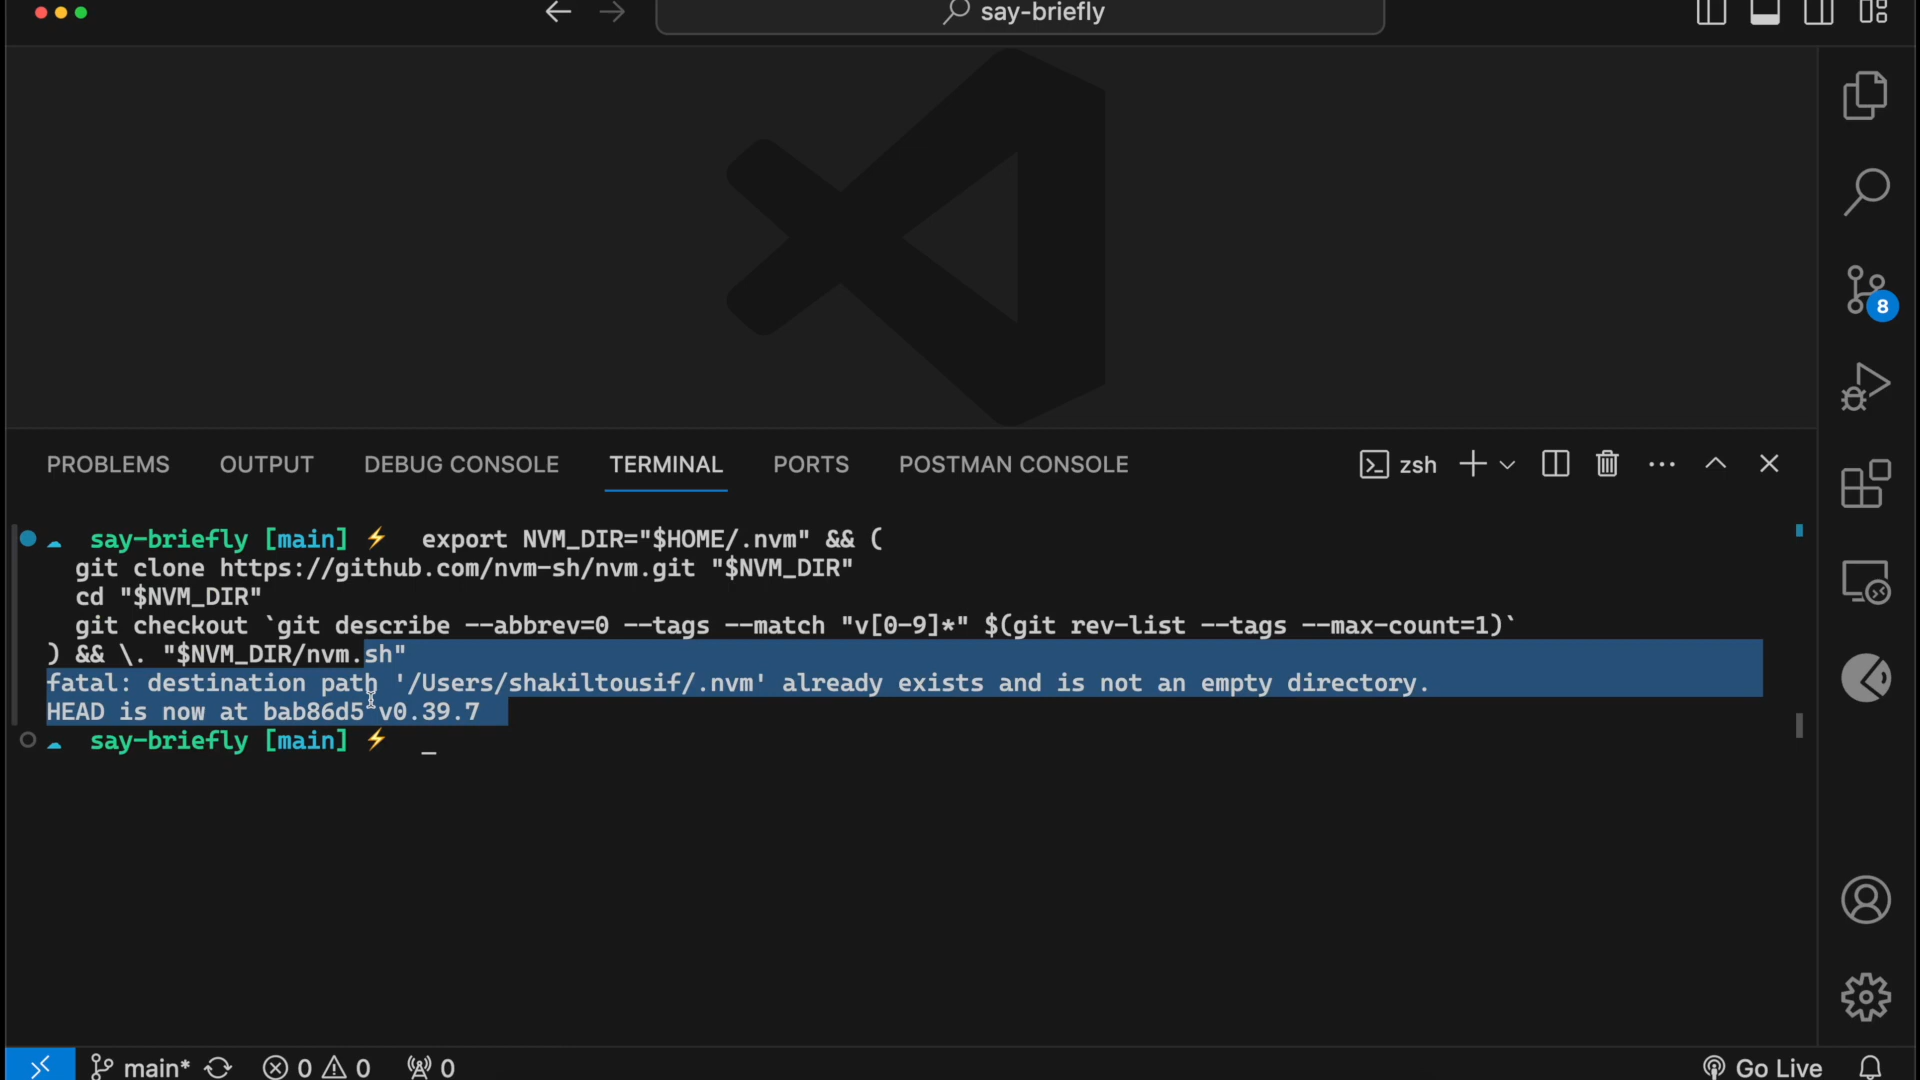 say-briefly
8
PROBLEMS OUTPUT DEBUG CONSOLE TERMINAL PORTS POSTMAN CONSOLE zsh
say-briefly [main] ⚡ export NVM_DIR="$HOME/.nvm" && (
git clone https://github.com/nvm-sh/nvm.git "$NVM_DIR"
cd "$NVM_DIR"
git checkout `git describe --abbrev=0 --tags --match "v[0-9]*" $(git rev-list --tags --max-count=1)`
) && \. "$NVM_DIR/nvm.sh"
fatal: destination path '/Users/shakiltousif/.nvm' already exists and is not an empty directory.
HEAD is now at bab86d5 v0.39.7
say-briefly [main] ⚡ _
main* 0 0 0 Go Live